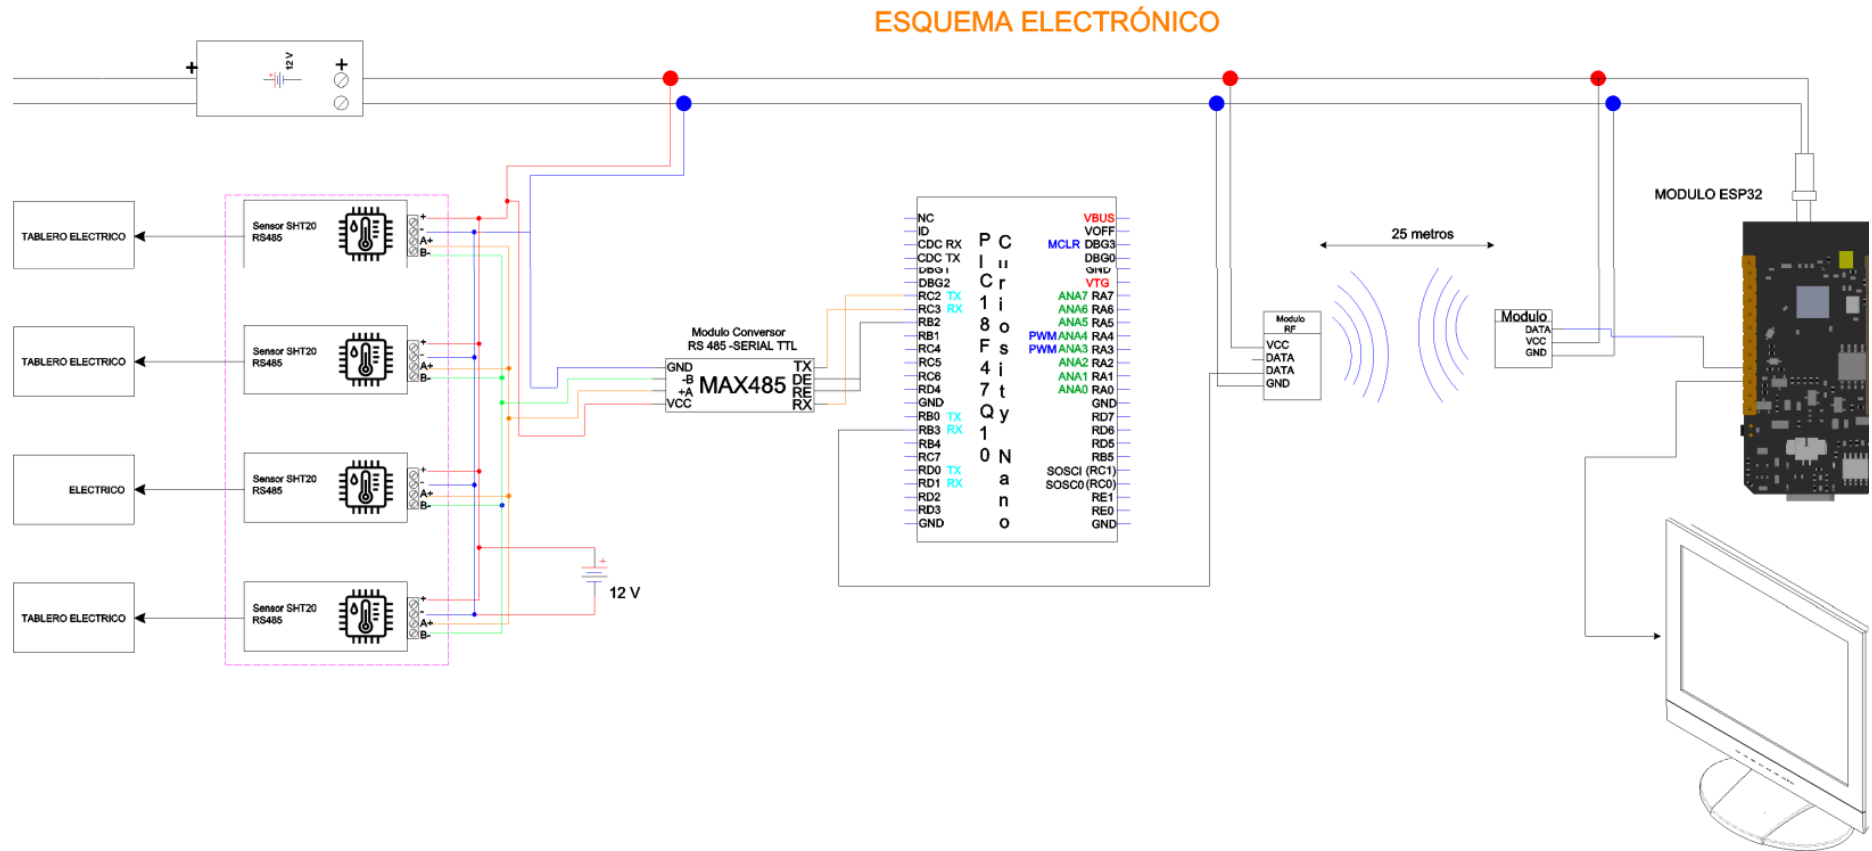 ESQUEMA ELECTRÓNICO
+
12 V
+
TABLERO ELECTRICO
Sensor SHT20
RS485
+
-
A+
B-
TABLERO ELECTRICO
Sensor SHT20
RS485
+
-
A+
B-
ELECTRICO
Sensor SHT20
RS485
+
-
A+
B-
TABLERO ELECTRICO
Sensor SHT20
RS485
+
-
A+
B-
+
12 V
Modulo Conversor
RS 485 -SERIAL TTL
MAX485
GND
-B
+A
VCC
TX
DE
RE
RX
PIC18F47Q10
Curiosity Nano
NC
ID
CDC RX
CDC TX
DBG1
DBG2
RC2 TX
RC3 RX
RB2
RB1
RC4
RC5
RC6
RD4
GND
RB0 TX
RB3 RX
RB4
RC7
RD0 TX
RD1 RX
RD2
RD3
GND
VBUS
VOFF
MCLR DBG3
DBG0
GND
VTG
ANA7 RA7
ANA6 RA6
ANA5 RA5
PWM ANA4 RA4
PWM ANA3 RA3
ANA2 RA2
ANA1 RA1
ANA0 RA0
GND
RD7
RD6
RD5
RB5
SOSCI (RC1)
SOSC0 (RC0)
RE1
RE0
GND
Modulo
RF
VCC
DATA
DATA
GND
25 metros
Modulo
DATA
VCC
GND
MODULO ESP32